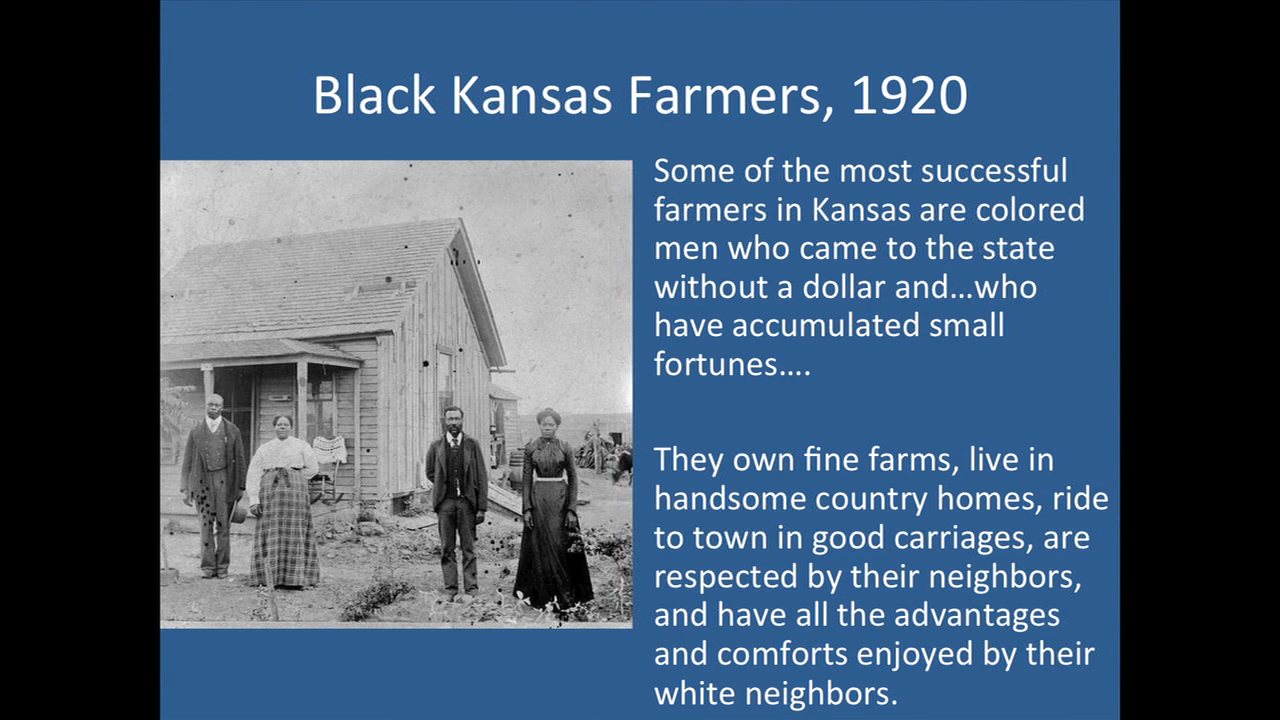 Black Kansas Farmers, 1920
Some of the most successful
farmers in Kansas are colored
men who came to the state
without a dollar and…who
have accumulated small
fortunes….
They own fine farms, live in
handsome country homes, ride
to town in good carriages, are
respected by their neighbors,
and have all the advantages
and comforts enjoyed by their
white neighbors.